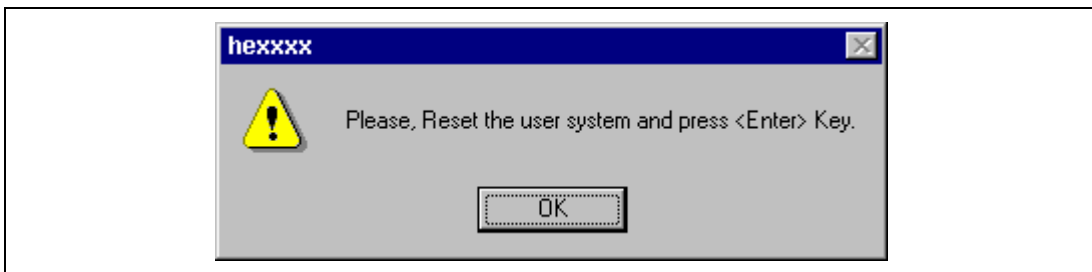 hexxxx
Please, Reset the user system and press <Enter> Key.
OK